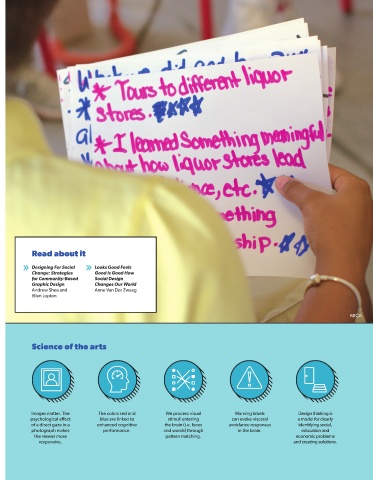 did
* Tours to different liquor
stores.
* I learned Something meaningful
about how liquor stores lead
etc.
ship.
Read about it
Designing For Social
Change: Strategies
for Community-Based
Graphic Design
Andrew Shea and
Ellen Lupton
Looks Good Feels
Good Is Good: How
Social Design
Changes Our World
Anne Van Der Zwaag
MICA
Science of the arts
Images matter. The
psychological effect
of a direct gaze in a
photograph makes
the viewer more
responsive.
The colors red and
blue are linked to
enhanced cognitive
performance.
We process visual
stimuli entering
the brain (i.e. faces
and words) through
pattern matching.
Warning labels
can evoke visceral
avoidance responses
in the brain.
Design thinking is
a model for clearly
identifying social,
education and
economic problems
and creating solutions.